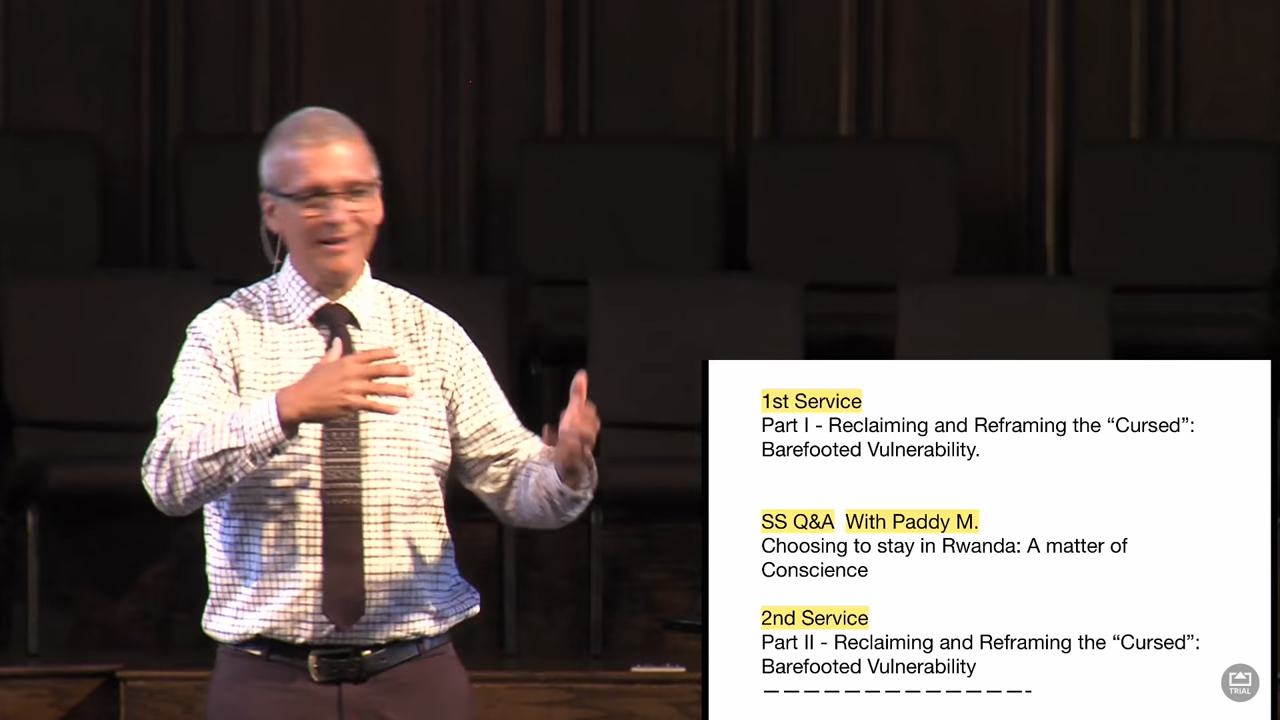 1st Service
Part I - Reclaiming and Reframing the “Cursed”:
Barefooted Vulnerability.
SS Q&A With Paddy M.
Choosing to stay in Rwanda: A matter of
Conscience
2nd Service
Part II - Reclaiming and Reframing the “Cursed”:
Barefooted Vulnerability
— — — — — — — — — — — — — -
TRIAL